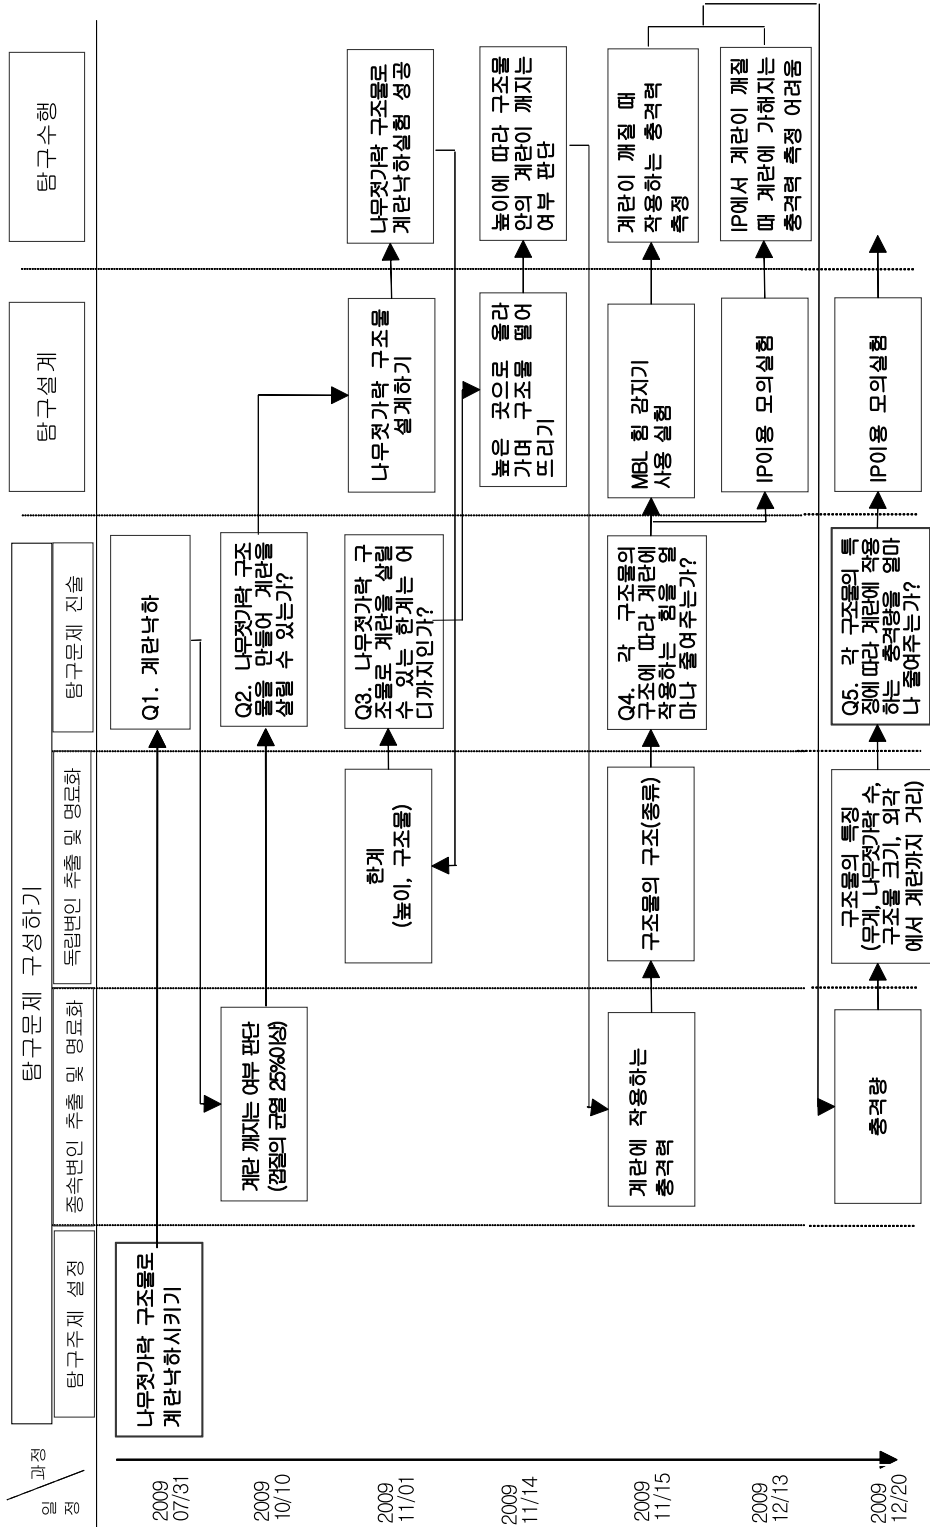 일정
과정
탐구문제 구성하기
탐구설계
탐구수행
탐구주제 설정
종속변인 추출 및 명료화
독립변인 추출 및 명료화
탐구문제 진술
2009
07/31
나무젓가락 구조물로
계란낙하시키기
Q1. 계란낙하
2009
10/10
계란 깨지는 여부 판단
(껍질의 균열 25%이상)
Q2. 나무젓가락 구조
물을 만들어 계란을
살릴 수 있는가?
2009
11/01
한계
(높이, 구조물)
Q3. 나무젓가락 구
조물로 계란을 살릴
수 있는 한계는 어
디까지인가?
나무젓가락 구조물
설계하기
나무젓가락 구조물로
계란낙하실험 성공
2009
11/14
높은 곳으로 올라
가며 구조물 떨어
뜨리기
높이에 따라 구조물
안의 계란이 깨지는
여부 판단
2009
11/15
계란에 작용하는
충격력
구조물의 구조(종류)
Q4. 각 구조물의
구조에 따라 계란에
작용하는 힘을 얼
마나 줄여주는가?
MBL 힘 감지기
사용 실험
계란이 깨질 때
작용하는 충격력
측정
2009
12/13
IP이용 모의실험
IP에서 계란이 깨질
때 계란에 가해지는
충격력 측정 어려움
2009
12/20
충격량
구조물의 특징
(무게, 나무젓가락 수,
구조물 크기, 외각
에서 계란까지 거리)
Q5. 각 구조물의 특
징에 따라 계란에 작용
하는 충격량을 얼마
나 줄여주는가?
IP이용 모의실험